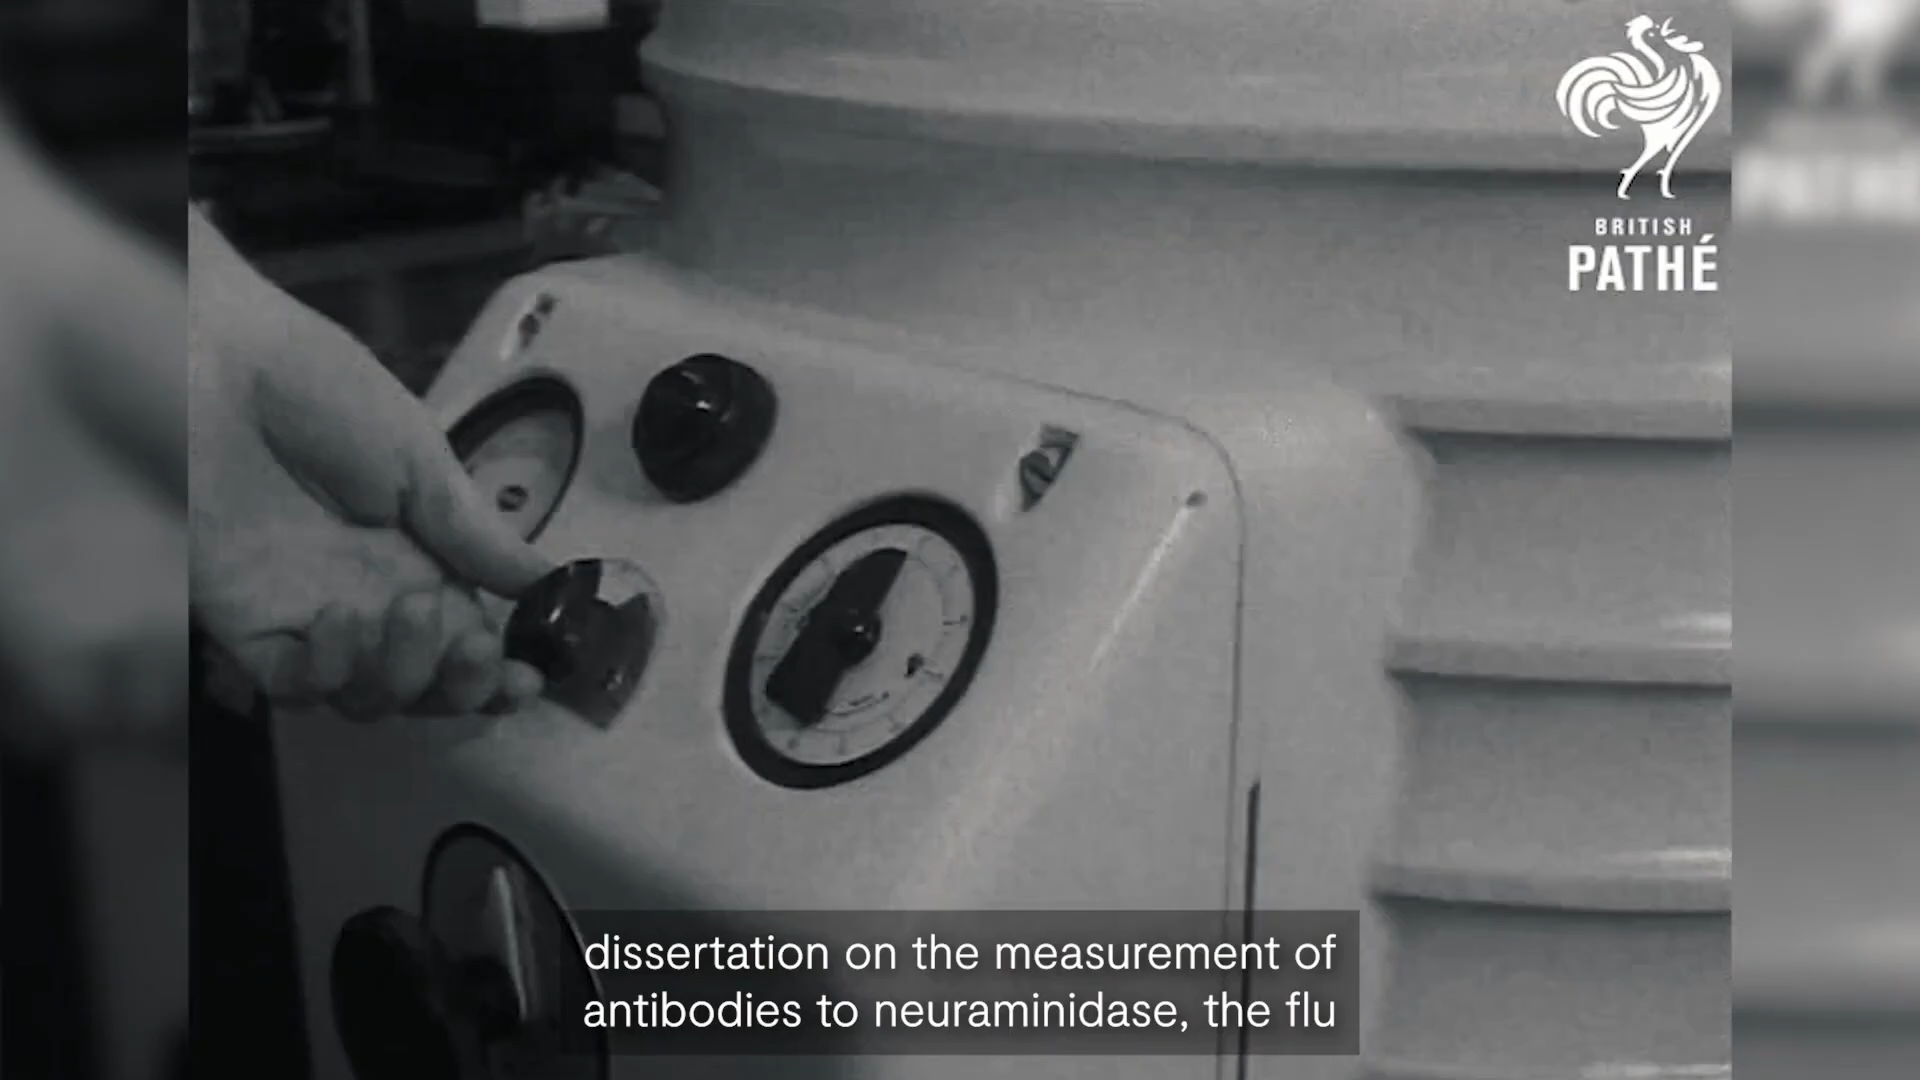 BRITISH
PATHÉ
dissertation on the measurement of
antibodies to neuraminidase, the flu